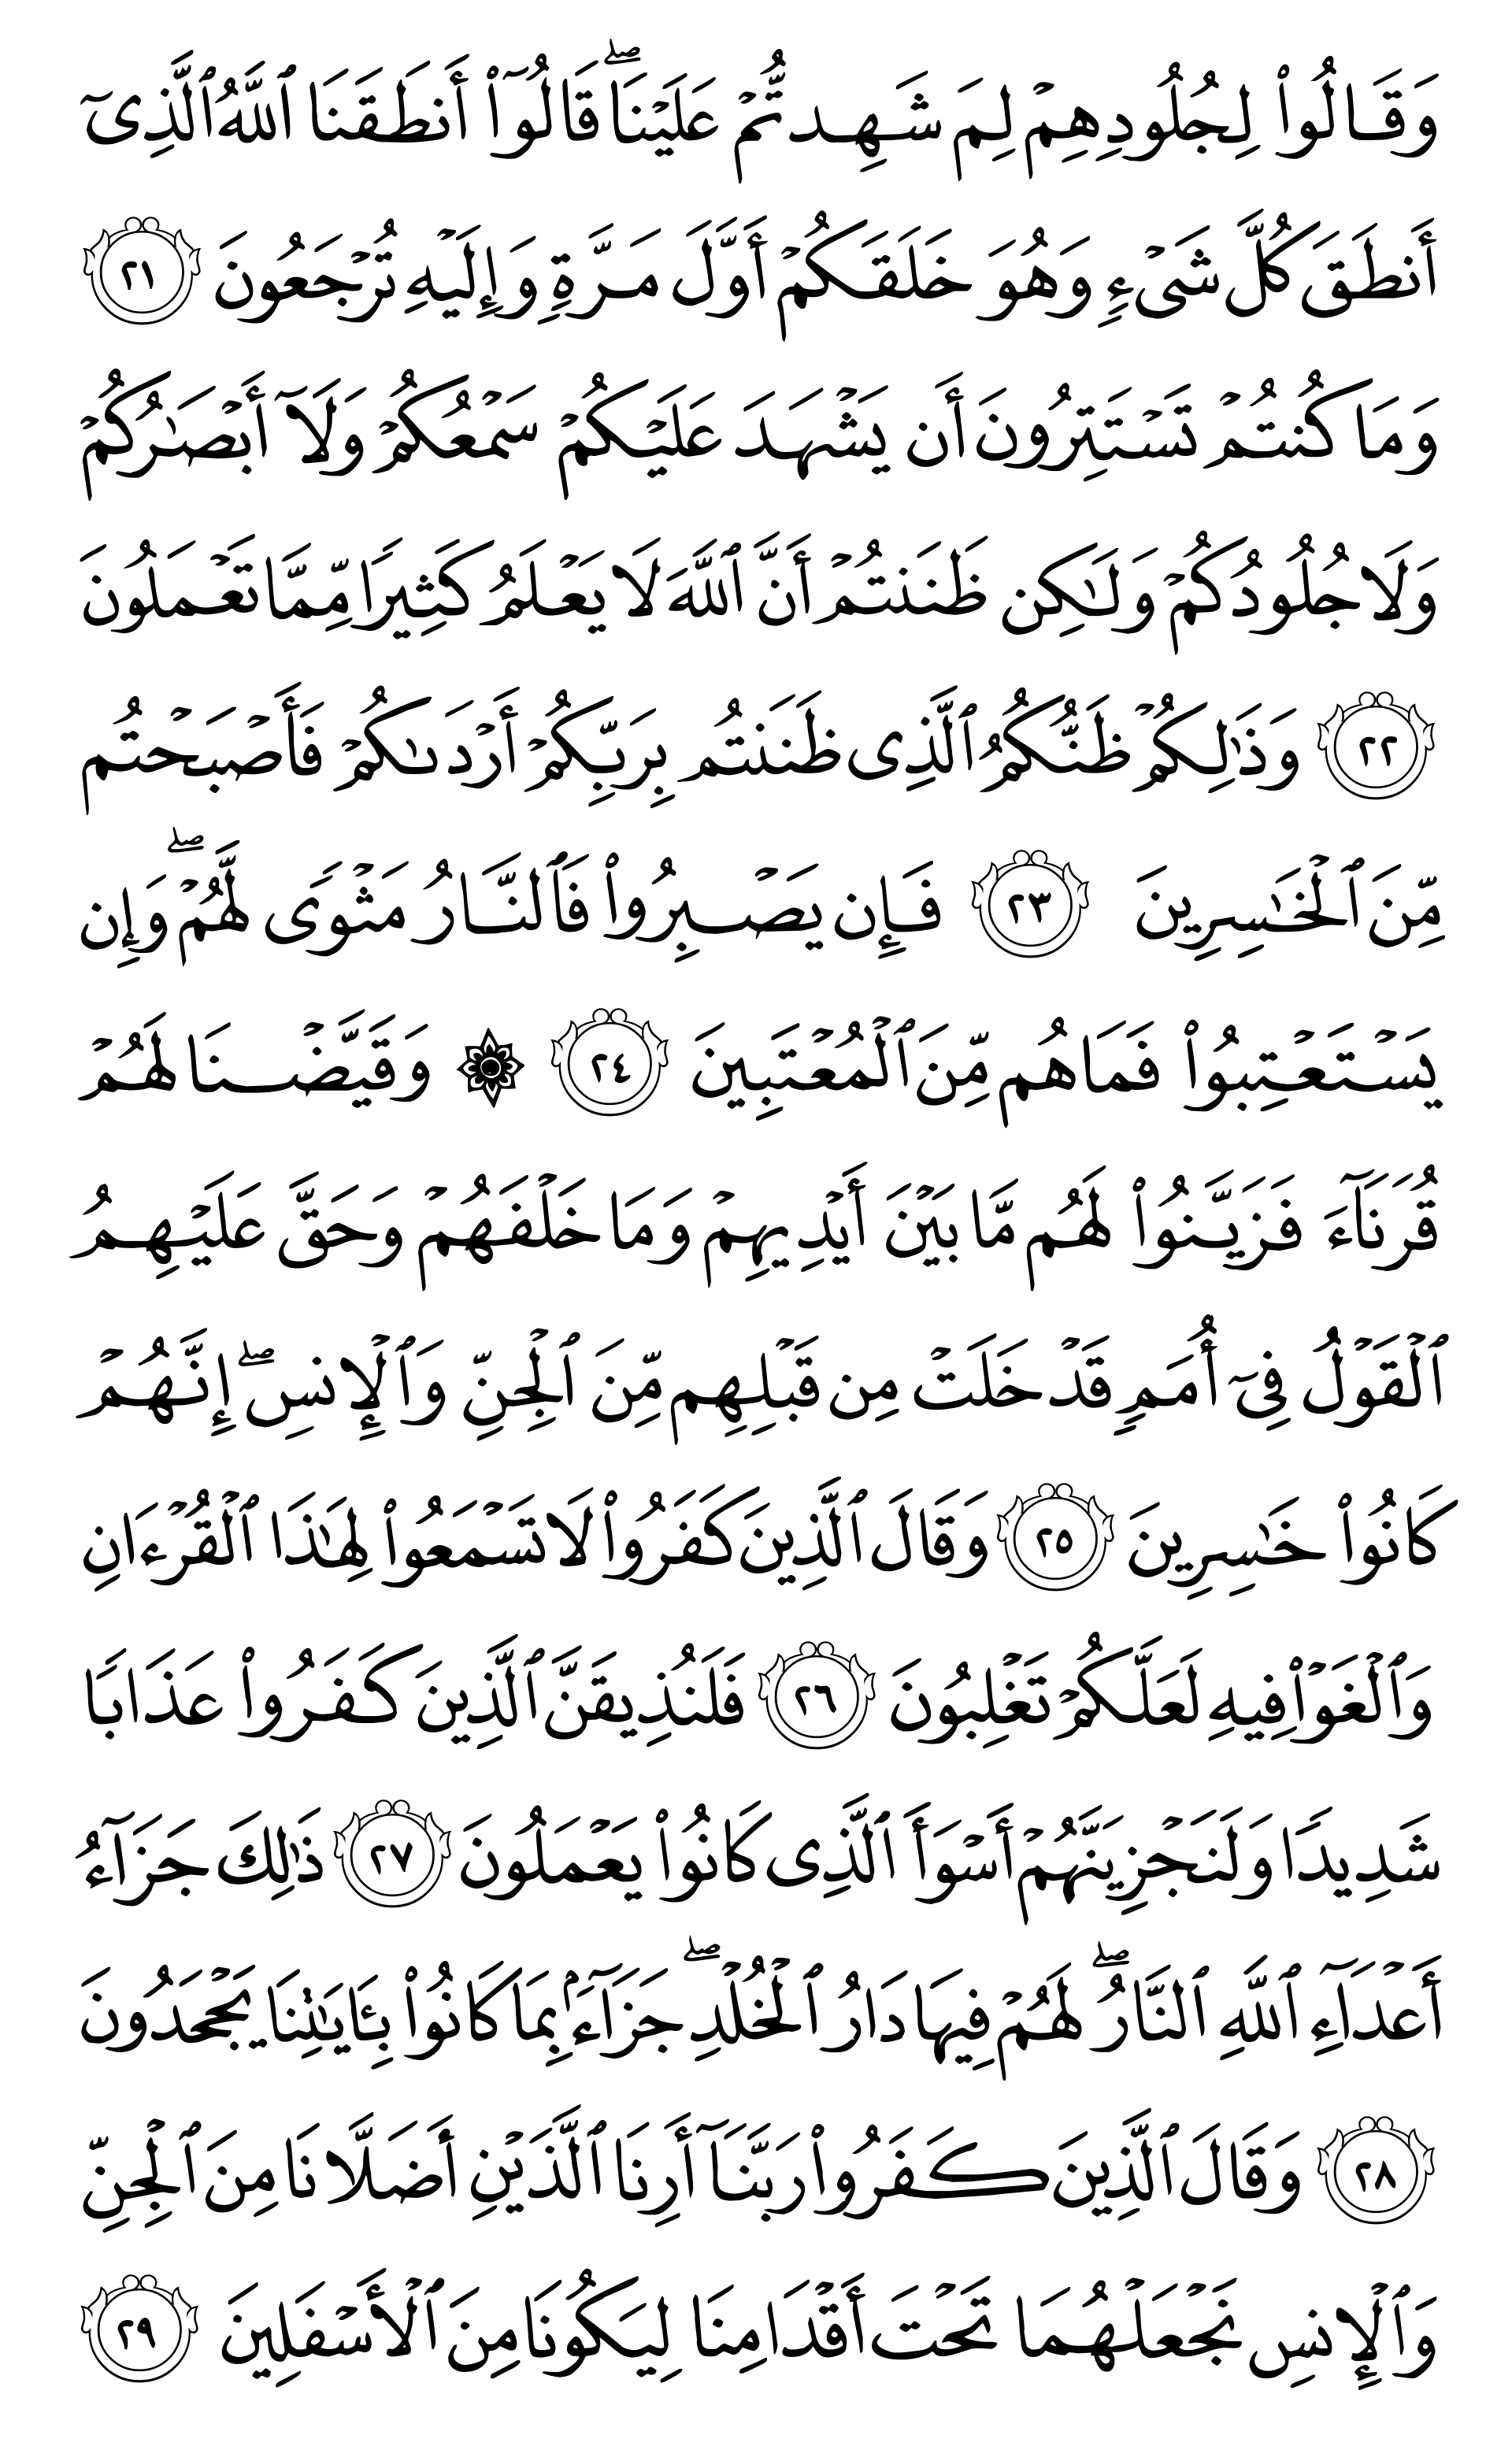 وَقَالُوا۟ لِجُلُودِهِمْ لِمَ شَهِدتُّمْ عَلَيْنَا ۖ قَالُوٓا۟ أَنطَقَنَا ٱللَّهُ ٱلَّذِىٓ
أَنطَقَ كُلَّ شَىْءٍ وَهُوَ خَلَقَكُمْ أَوَّلَ مَرَّةٍ وَإِلَيْهِ تُرْجَعُونَ ٢١
وَمَا كُنتُمْ تَسْتَتِرُونَ أَن يَشْهَدَ عَلَيْكُمْ سَمْعُكُمْ وَلَآ أَبْصَـٰرُكُمْ
وَلَا جُلُودُكُمْ وَلَـٰكِن ظَنَنتُمْ أَنَّ ٱللَّهَ لَا يَعْلَمُ كَثِيرًا مِّمَّا تَعْمَلُونَ
٢٢ وَذَٰلِكُمْ ظَنُّكُمُ ٱلَّذِى ظَنَنتُم بِرَبِّكُمْ أَرْدَىٰكُمْ فَأَصْبَحْتُم
مِّنَ ٱلْخَـٰسِرِينَ ٢٣ فَإِن يَصْبِرُوا۟ فَٱلنَّارُ مَثْوًى لَّهُمْ ۖ وَإِن
يَسْتَعْتِبُوا۟ فَمَا هُم مِّنَ ٱلْمُعْتَبِينَ ٢٤ ۞ وَقَيَّضْنَا لَهُمْ
قُرَنَآءَ فَزَيَّنُوا۟ لَهُم مَّا بَيْنَ أَيْدِيهِمْ وَمَا خَلْفَهُمْ وَحَقَّ عَلَيْهِمُ
ٱلْقَوْلُ فِىٓ أُمَمٍ قَدْ خَلَتْ مِن قَبْلِهِم مِّنَ ٱلْجِنِّ وَٱلْإِنسِ ۖ إِنَّهُمْ
كَانُوا۟ خَـٰسِرِينَ ٢٥ وَقَالَ ٱلَّذِينَ كَفَرُوا۟ لَا تَسْمَعُوا۟ لِهَـٰذَا ٱلْقُرْءَانِ
وَٱلْغَوْا۟ فِيهِ لَعَلَّكُمْ تَغْلِبُونَ ٢٦ فَلَنُذِيقَنَّ ٱلَّذِينَ كَفَرُوا۟ عَذَابًا
شَدِيدًا وَلَنَجْزِيَنَّهُمْ أَسْوَأَ ٱلَّذِى كَانُوا۟ يَعْمَلُونَ ٢٧ ذَٰلِكَ جَزَآءُ
أَعْدَآءِ ٱللَّهِ ٱلنَّارُ ۖ لَهُمْ فِيهَا دَارُ ٱلْخُلْدِ ۖ جَزَآءًۢ بِمَا كَانُوا۟ بِـَٔايَـٰتِنَا يَجْحَدُونَ
٢٨ وَقَالَ ٱلَّذِينَ كَفَرُوا۟ رَبَّنَآ أَرِنَا ٱلَّذَيْنِ أَضَلَّانَا مِنَ ٱلْجِنِّ
وَٱلْإِنسِ نَجْعَلْهُمَا تَحْتَ أَقْدَامِنَا لِيَكُونَا مِنَ ٱلْأَسْفَلِينَ ٢٩